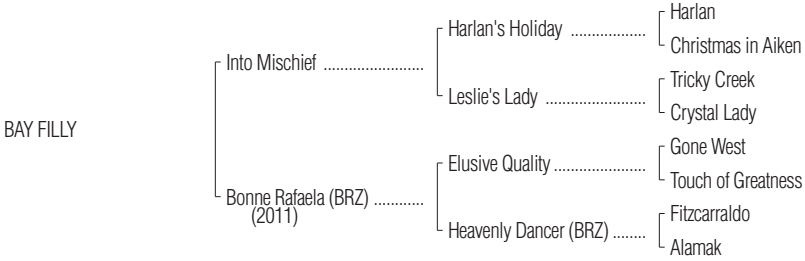 Harlan
Harlan's Holiday ..................
Christmas in Aiken
Into Mischief ........................
Tricky Creek
Leslie's Lady ........................
Crystal Lady
BAY FILLY
Gone West
Elusive Quality ......................
Touch of Greatness
Bonne Rafaela (BRZ) ............
(2011)
Fitzcarraldo
Heavenly Dancer (BRZ) ........
Alamak